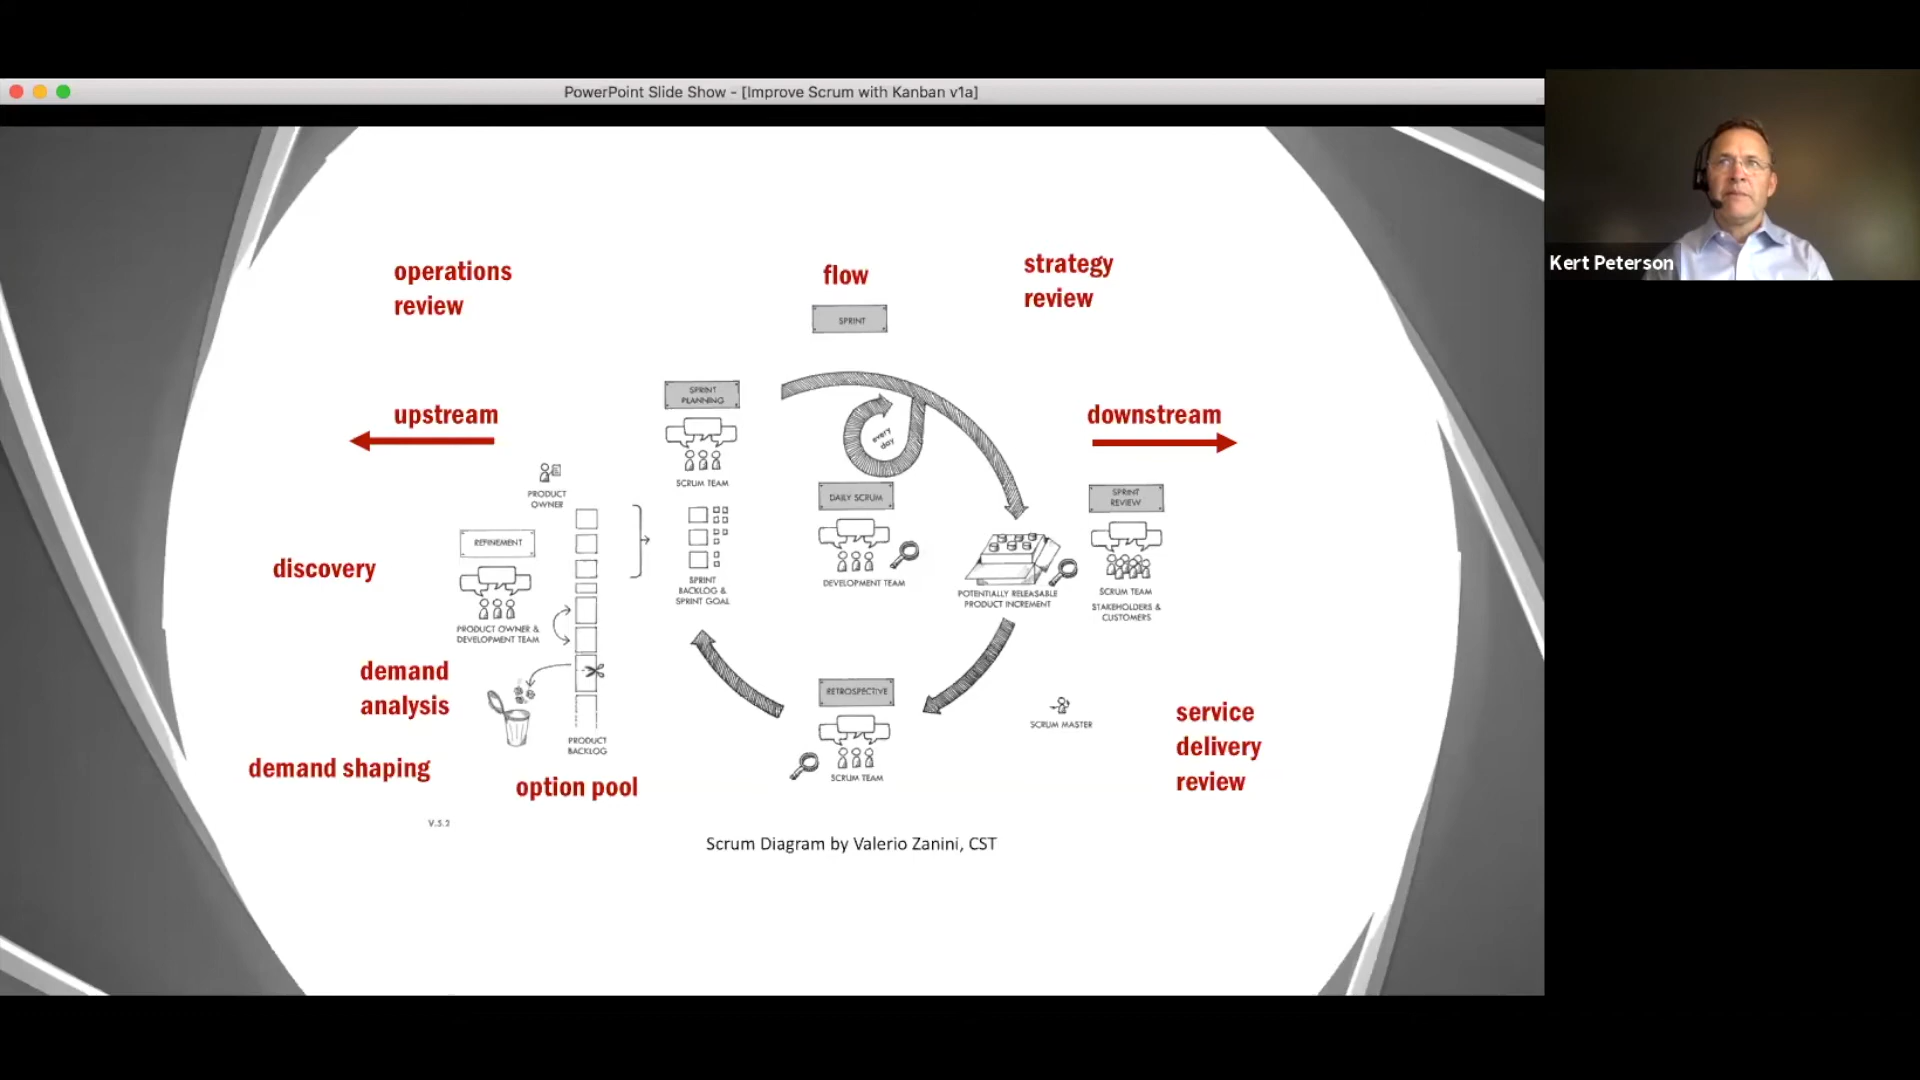 PowerPoint Slide Show - [Improve Scrum with Kanban v1a]
Kert Peterson
operations
review
flow
strategy
review
SPRINT
SPRINT
PLANNING
upstream
downstream
every
day
SCRUM TEAM
PRODUCT
OWNER
DAILY SCRUM
SPRINT
REVIEW
REFINEMENT
discovery
SPRINT
BACKLOG &
SPRINT GOAL
DEVELOPMENT TEAM
POTENTIALLY RELEASABLE
PRODUCT INCREMENT
SCRUM TEAM
STAKEHOLDERS &
CUSTOMERS
PRODUCT OWNER &
DEVELOPMENT TEAM
demand
analysis
RETROSPECTIVE
SCRUM MASTER
service
delivery
review
PRODUCT
BACKLOG
demand shaping
option pool
SCRUM TEAM
V.5.2
Scrum Diagram by Valerio Zanini, CST